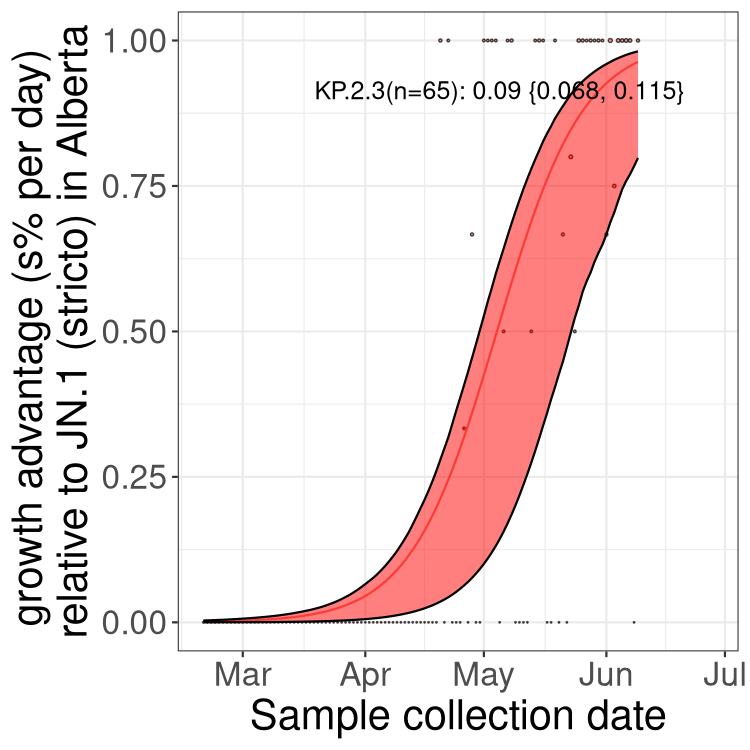 growth advantage (s% per day)
relative to JN.1 (stricto) in Alberta
1.00
0.75
0.50
0.25
0.00
KP.2.3(n=65): 0.09 {0.068, 0.115}
Mar Apr May Jun Jul
Sample collection date